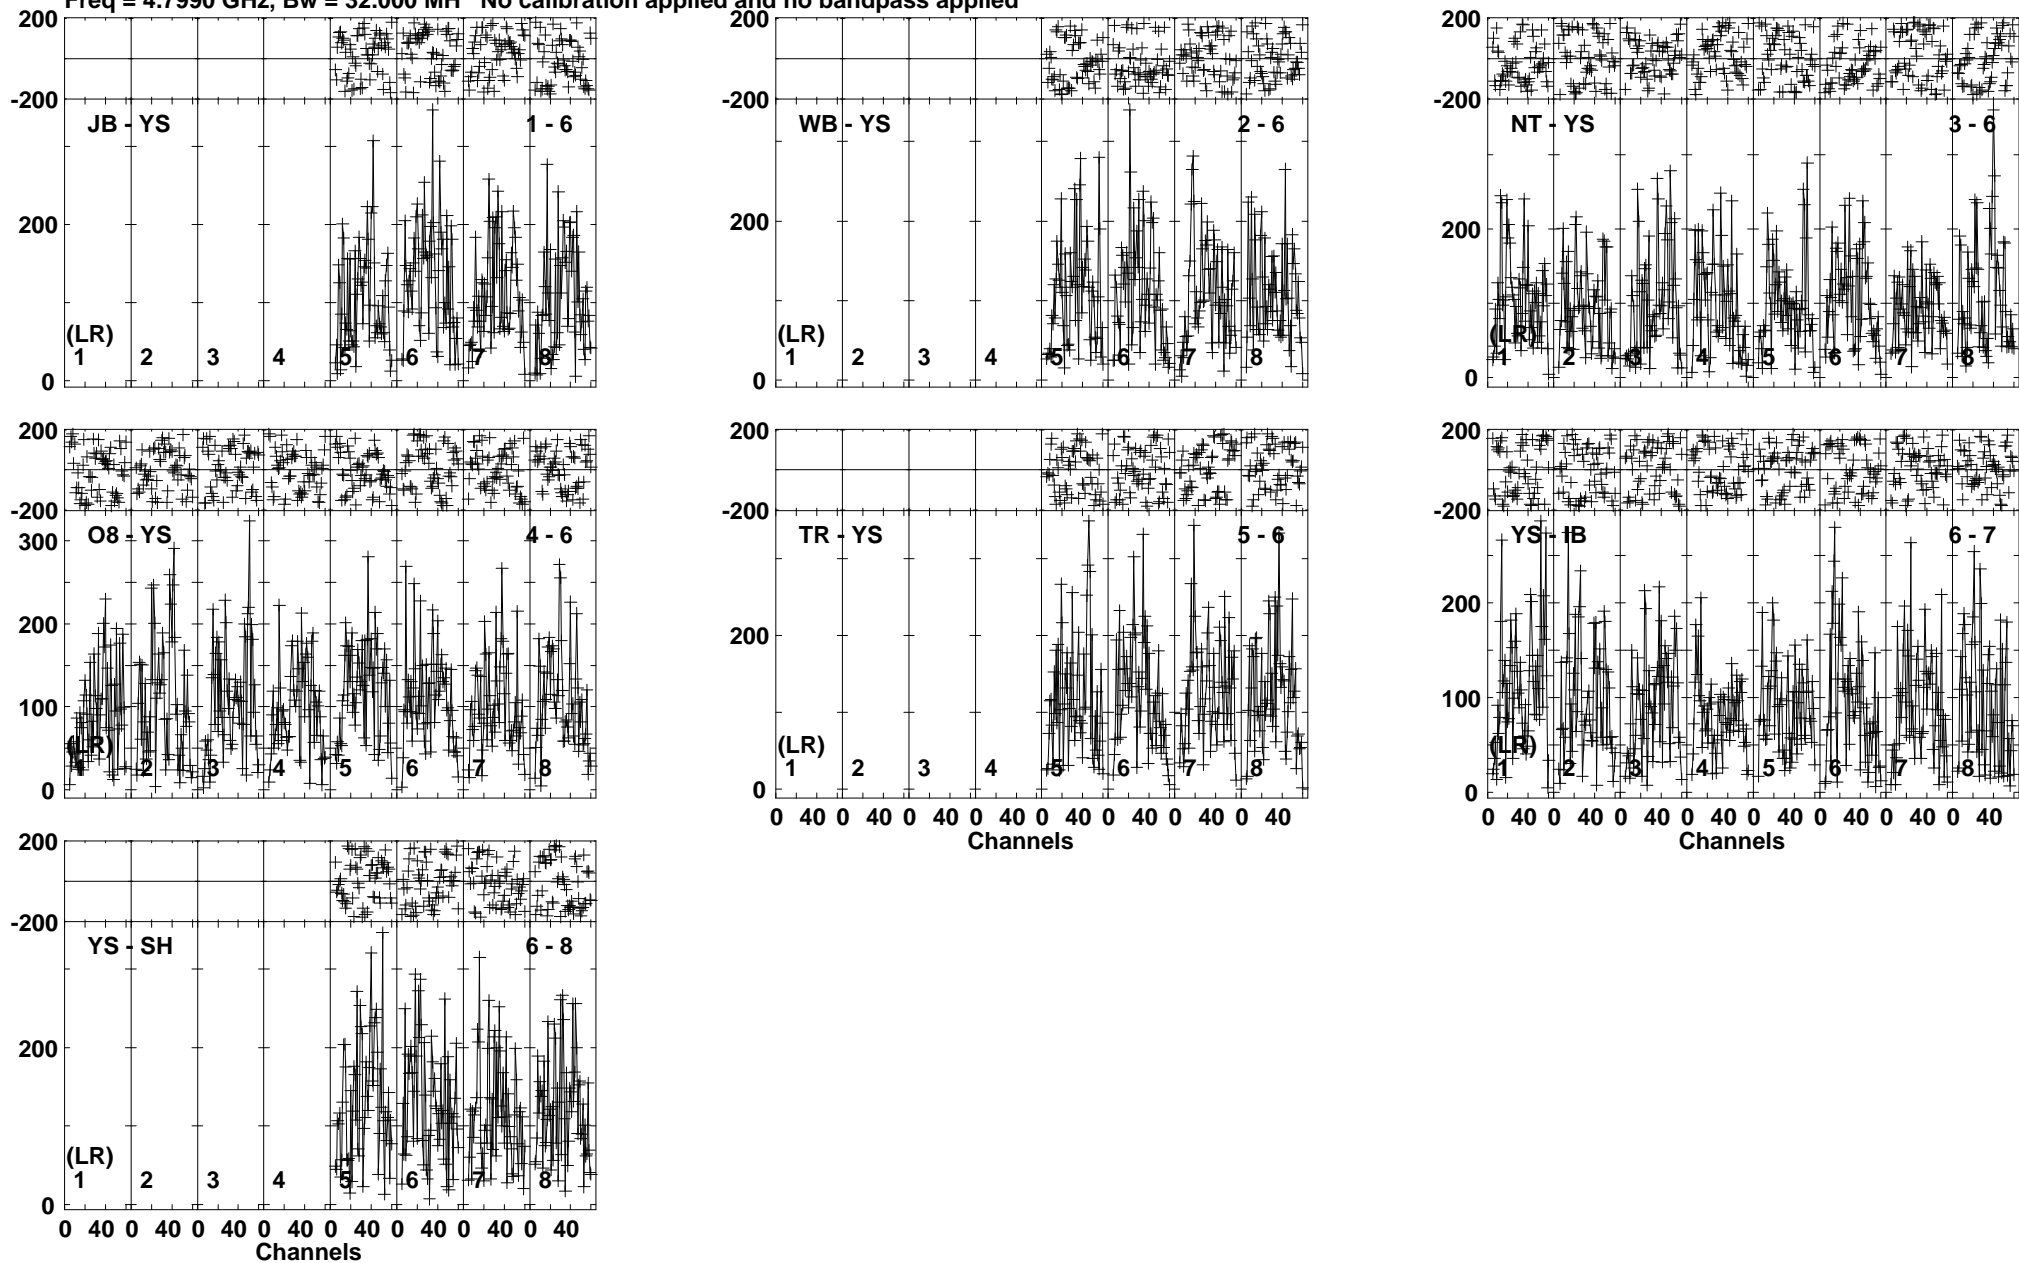 Freq = 4.7990 GHz, Bw = 32.000 MH No calibration applied and no bandpass applied
200
-200
JB - YS 1 - 6
200
(LR)
1 2 3 4 5 6 7 8
0
200
-200
WB - YS 2 - 6
200
(LR)
1 2 3 4 5 6 7 8
0
200
-200
NT - YS 3 - 6
200
(LR)
1 2 3 4 5 6 7 8
0
200
-200
O8 - YS 4 - 6
300
200
100
(LR)
1 2 3 4 5 6 7 8
0
200
-200
TR - YS 5 - 6
200
(LR)
1 2 3 4 5 6 7 8
0
0 40 0 40 0 40 0 40 0 40 0 40 0 40 0 40
Channels
200
-200
YS - IB 6 - 7
200
100
(LR)
1 2 3 4 5 6 7 8
0
0 40 0 40 0 40 0 40 0 40 0 40 0 40 0 40
Channels
200
-200
YS - SH 6 - 8
200
(LR)
1 2 3 4 5 6 7 8
0
0 40 0 40 0 40 0 40 0 40 0 40 0 40 0 40
Channels